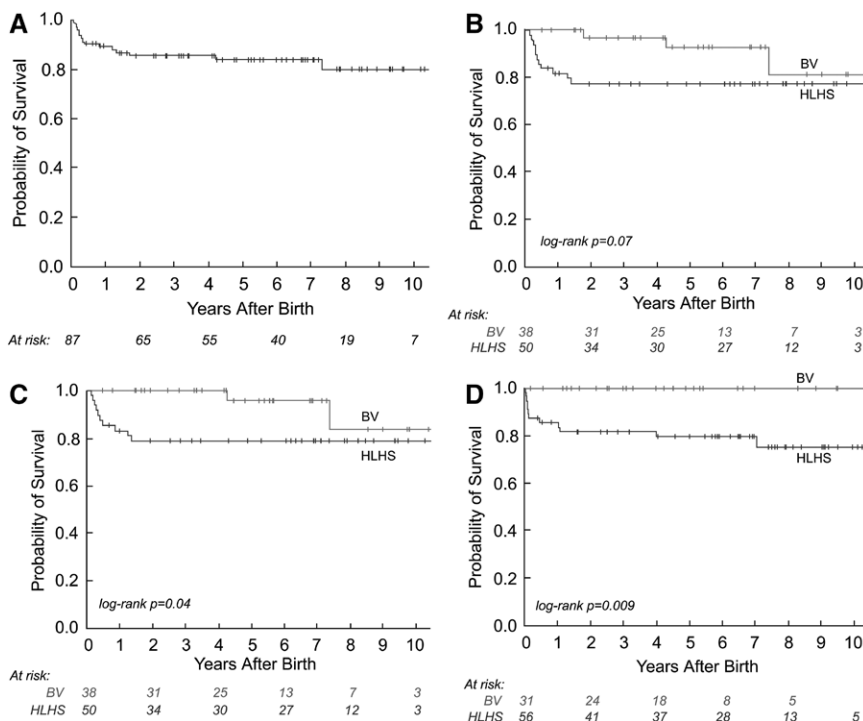 A
Probability of Survival
1.0
0.8
0.6
0.4
0.2
0.0
0 1 2 3 4 5 6 7 8 9 10
Years After Birth
At risk: 87 65 55 40 19 7
B
Probability of Survival
1.0
0.8
0.6
0.4
0.2
0.0
BV
HLHS
log-rank p=0.07
0 1 2 3 4 5 6 7 8 9 10
Years After Birth
At risk:
BV 38 31 25 13 7 3
HLHS 50 34 30 27 12 3
C
Probability of Survival
1.0
0.8
0.6
0.4
0.2
0.0
BV
HLHS
log-rank p=0.04
0 1 2 3 4 5 6 7 8 9 10
Years After Birth
At risk:
BV 38 31 25 13 7 3
HLHS 50 34 30 27 12 3
D
Probability of Survival
1.0
0.8
0.6
0.4
0.2
0.0
BV
HLHS
log-rank p=0.009
0 1 2 3 4 5 6 7 8 9 10
Years After Birth
At risk:
BV 31 24 18 8 5
HLHS 56 41 37 28 13 5